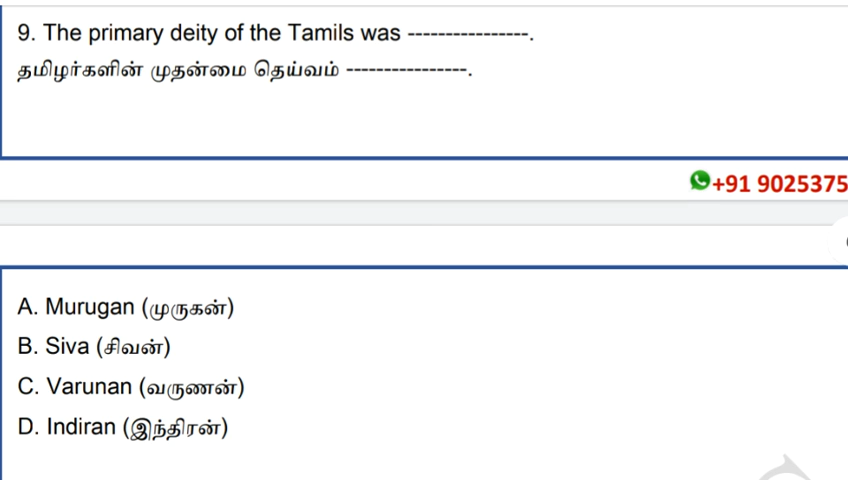 9. The primary deity of the Tamils was ----------------.
தமிழர்களின் முதன்மை தெய்வம் ----------------.
+91 9025375
A. Murugan (முருகன்)
B. Siva (சிவன்)
C. Varunan (வருணன்)
D. Indiran (இந்திரன்)